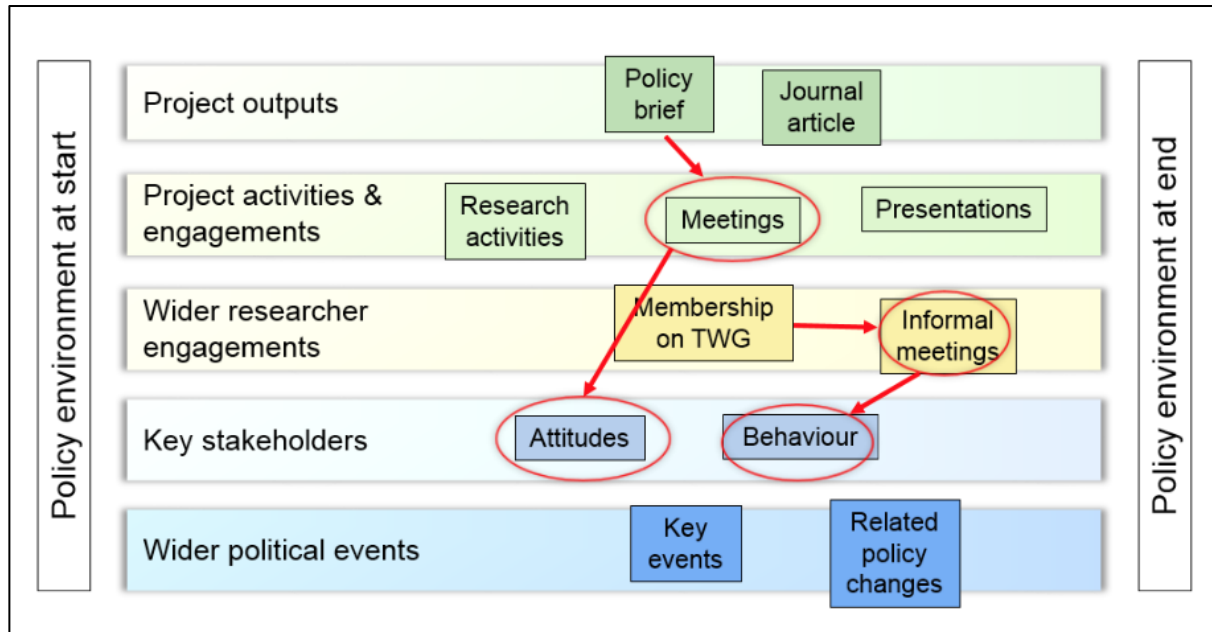 Policy environment at start
Project outputs
Policy
brief
Journal
article
Project activities &
engagements
Research
activities
Meetings
Presentations
Wider researcher
engagements
Membership
on TWG
Informal
meetings
Key stakeholders
Attitudes
Behaviour
Wider political events
Key
events
Related
policy
changes
Policy environment at end